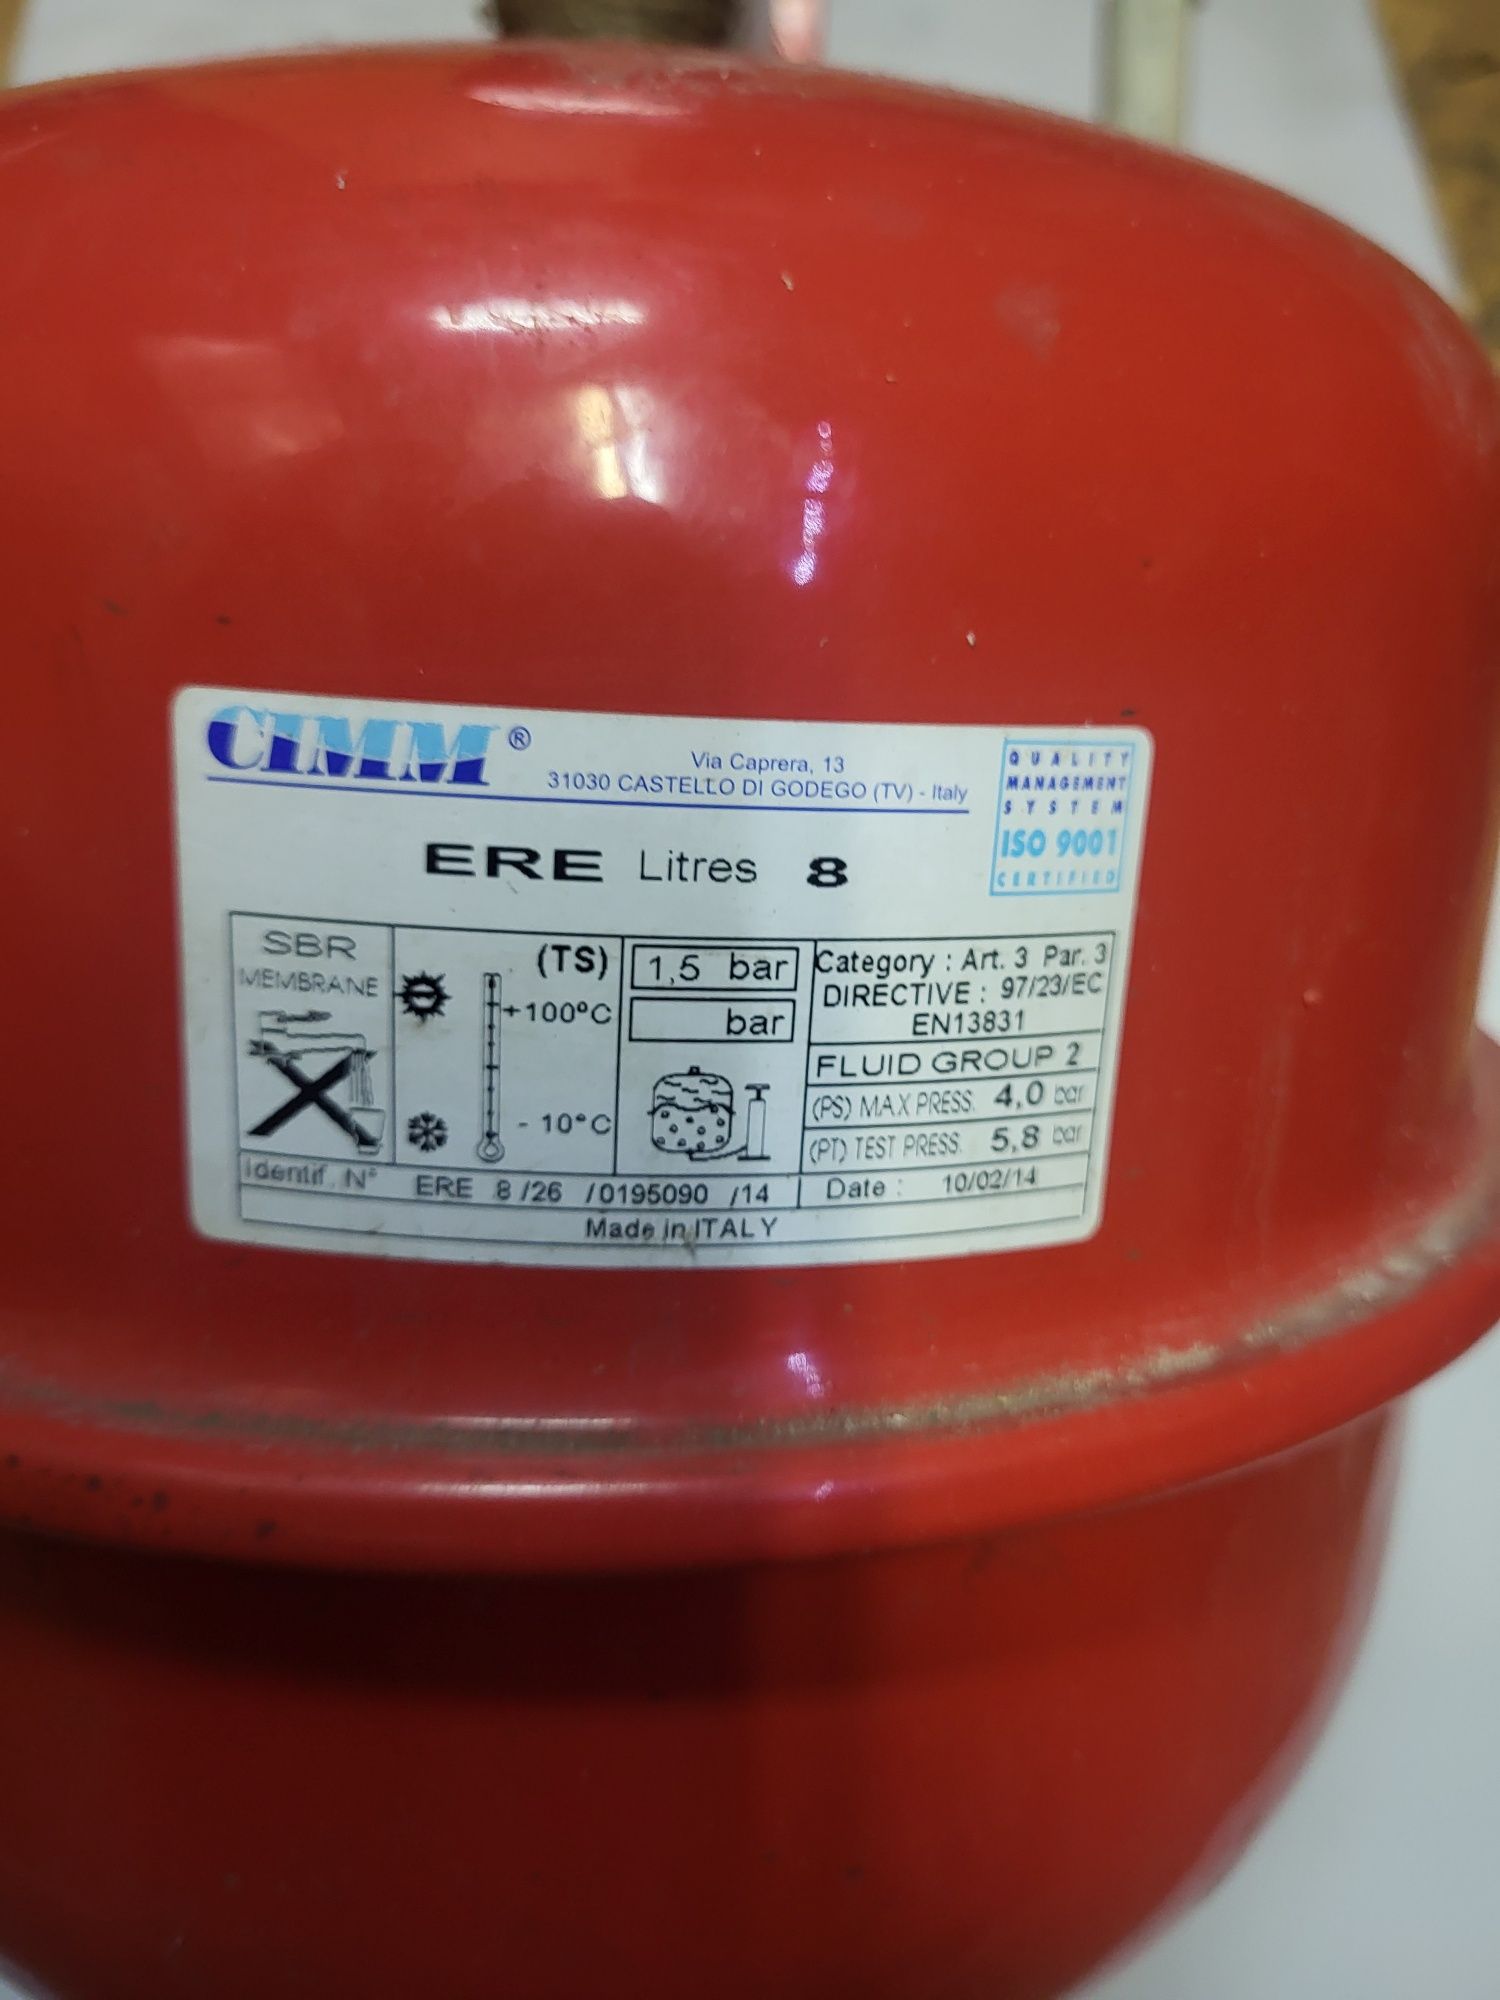 CIMM ®
Via Caprera, 13
31030 CASTELLO DI GODEGO (TV) - Italy
QUALITY
MANAGEMENT
SYSTEM
ISO 9001
CERTIFIED
ERE Litres 8
SBR
MEMBRANE
(TS)
+100°C
- 10°C
1,5 bar
bar
Category : Art. 3 Par. 3
DIRECTIVE : 97/23/EC
EN13831
FLUID GROUP 2
(PS) MAX PRESS. 4,0 bar
(PT) TEST PRESS. 5,8 bar
Identif. N° ERE 8 /26 /0195090 /14
Date : 10/02/14
Made in ITALY